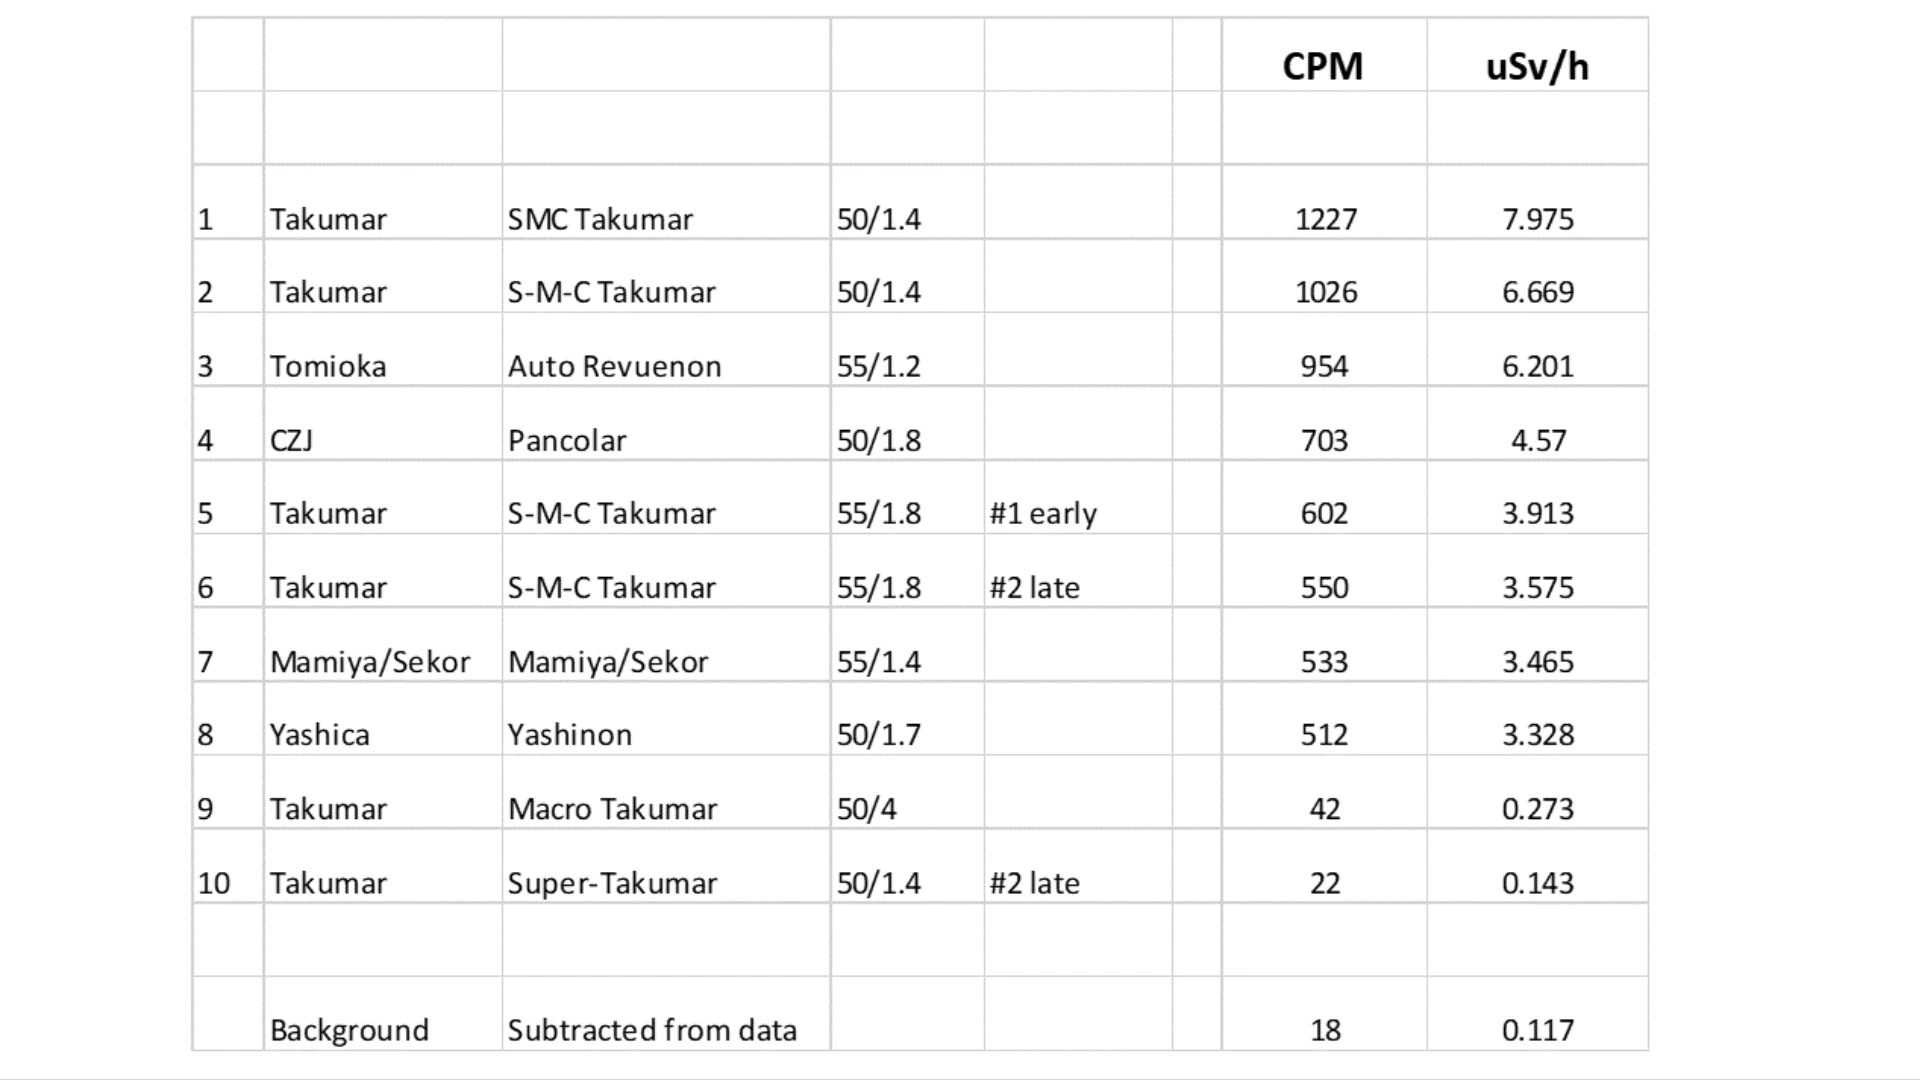 CPM uSv/h
1 Takumar SMC Takumar 50/1.4 1227 7.975
2 Takumar S-M-C Takumar 50/1.4 1026 6.669
3 Tomioka Auto Revuenon 55/1.2 954 6.201
4 CZJ Pancolar 50/1.8 703 4.57
5 Takumar S-M-C Takumar 55/1.8 #1 early 602 3.913
6 Takumar S-M-C Takumar 55/1.8 #2 late 550 3.575
7 Mamiya/Sekor Mamiya/Sekor 55/1.4 533 3.465
8 Yashica Yashinon 50/1.7 512 3.328
9 Takumar Macro Takumar 50/4 42 0.273
10 Takumar Super-Takumar 50/1.4 #2 late 22 0.143
Background Subtracted from data 18 0.117